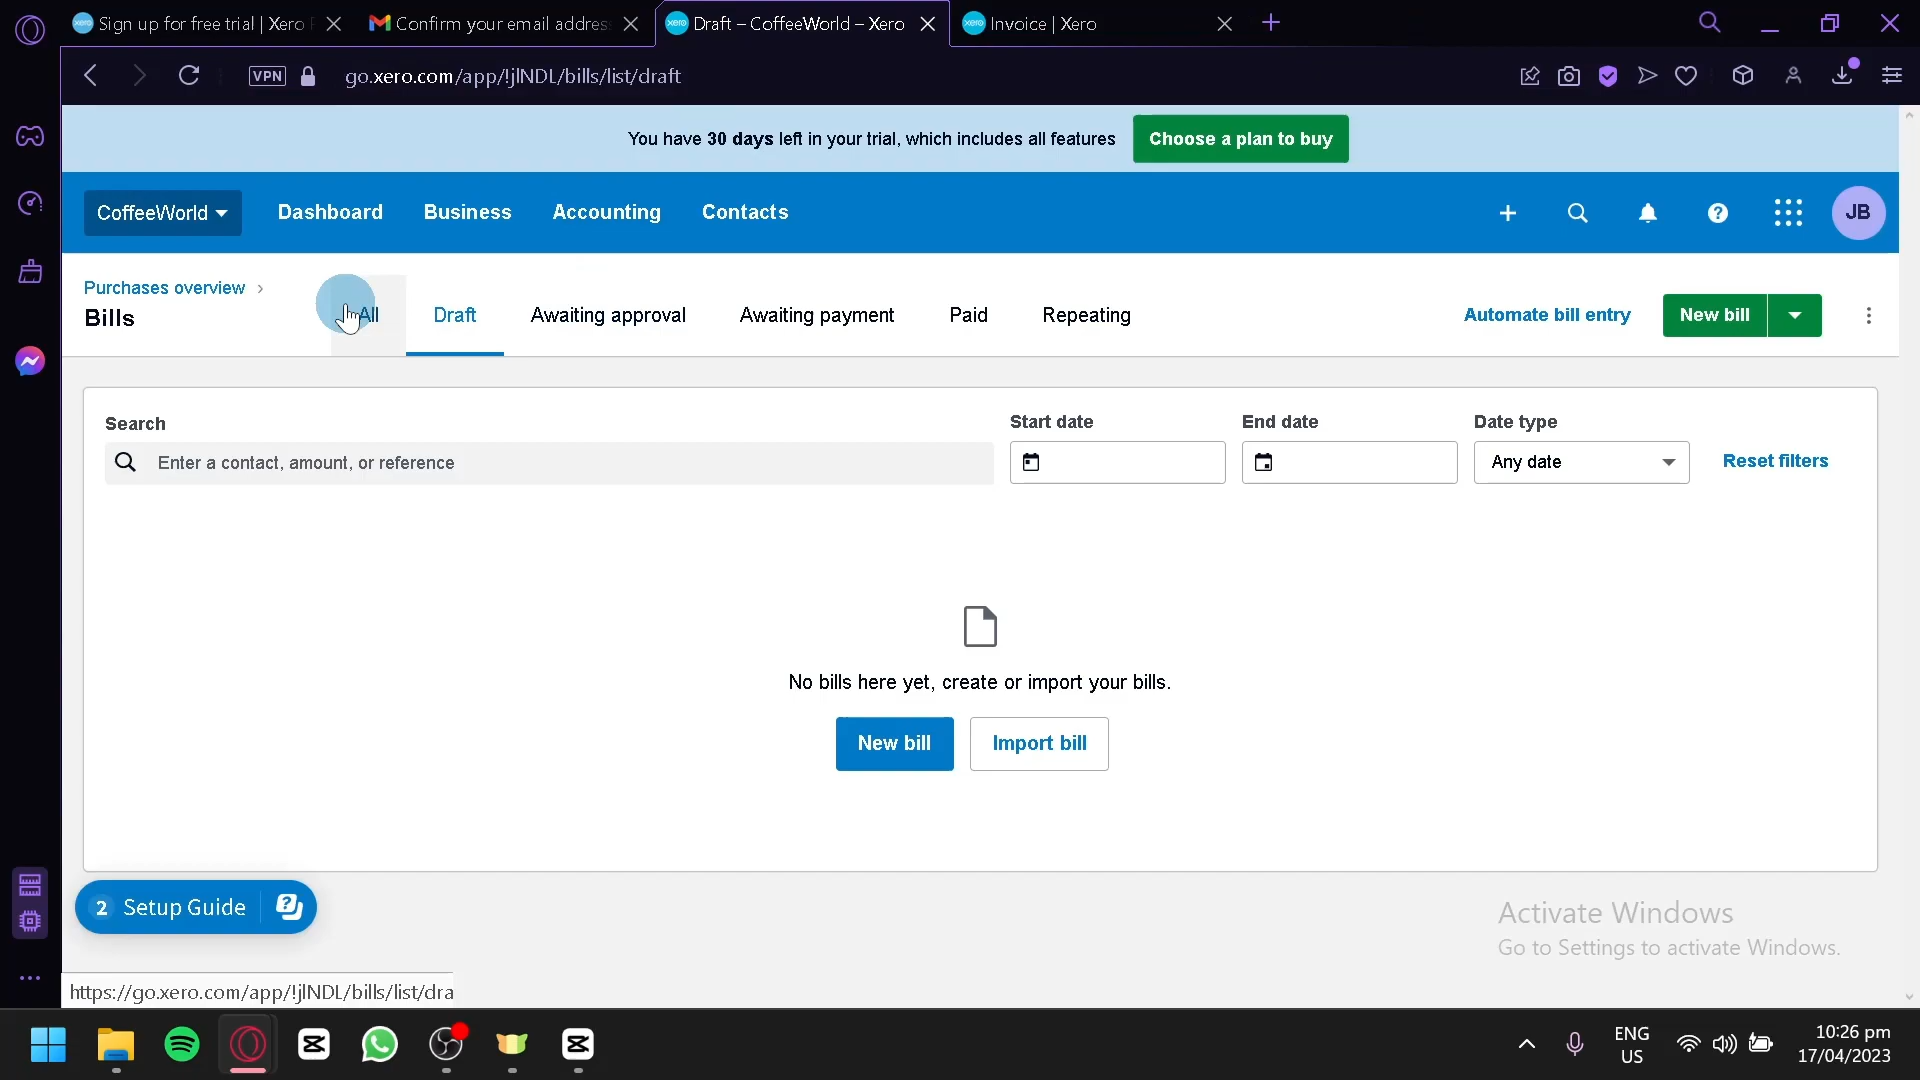 Sign up for free trial | Xero
Confirm your email addres
Draft – CoffeeWorld – Xero
Invoice | Xero
VPN
go.xero.com/app/!jlNDL/bills/list/draft
You have 30 days left in your trial, which includes all features
Choose a plan to buy
CoffeeWorld
Dashboard
Business
Accounting
Contacts
JB
Purchases overview
Bills
All
Draft
Awaiting approval
Awaiting payment
Paid
Repeating
Automate bill entry
New bill
Search
Start date
End date
Date type
Enter a contact, amount, or reference
Any date
Reset filters
No bills here yet, create or import your bills.
New bill
Import bill
2 Setup Guide
Activate Windows
Go to Settings to activate Windows.
https://go.xero.com/app/!jlNDL/bills/list/dra
ENG
US
10:26 pm
17/04/2023